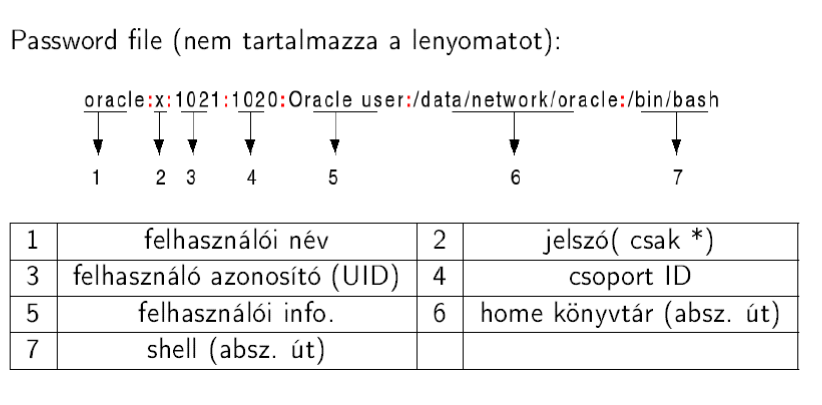 Password file (nem tartalmazza a lenyomatot):
oracle:x:1021:1020:Oracle user:/data/network/oracle:/bin/bash
1 2 3 4 5 6 7
1 felhasználói név 2 jelszó( csak *)
3 felhasználó azonosító (UID) 4 csoport ID
5 felhasználói info. 6 home könyvtár (absz. út)
7 shell (absz. út)